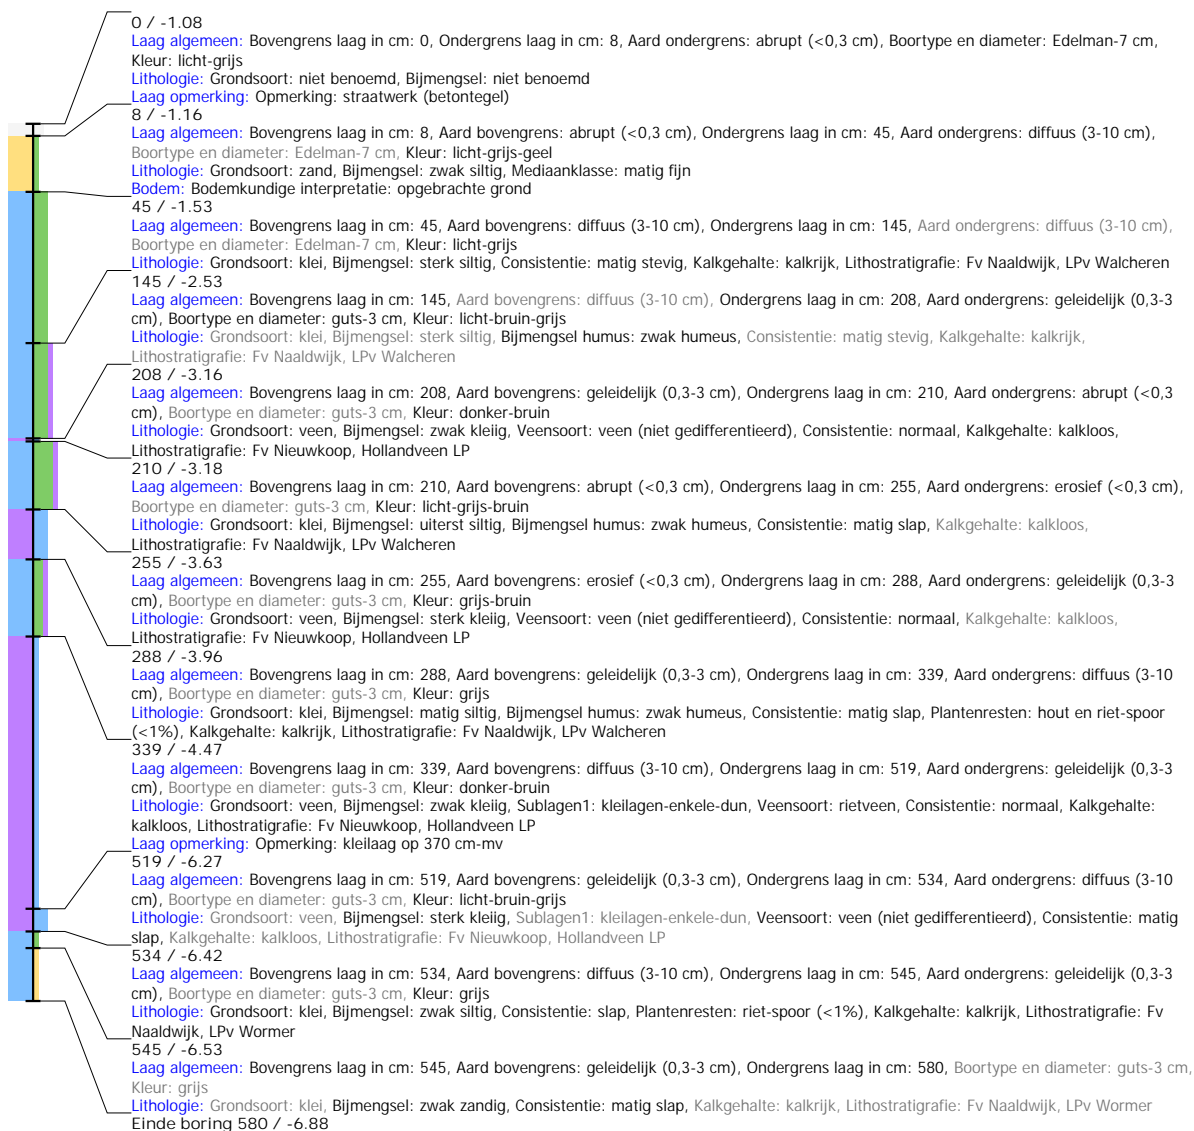 0 / -1.08
Laag algemeen: Bovengrens laag in cm: 0, Ondergrens laag in cm: 8, Aard ondergrens: abrupt (<0,3 cm), Boortype en diameter: Edelman-7 cm,
Kleur: licht-grijs
Lithologie: Grondsoort: niet benoemd, Bijmengsel: niet benoemd
Laag opmerking: Opmerking: straatwerk (betontegel)
8 / -1.16
Laag algemeen: Bovengrens laag in cm: 8, Aard bovengrens: abrupt (<0,3 cm), Ondergrens laag in cm: 45, Aard ondergrens: diffuus (3-10 cm),
Boortype en diameter: Edelman-7 cm, Kleur: licht-grijs-geel
Lithologie: Grondsoort: zand, Bijmengsel: zwak siltig, Mediaanklasse: matig fijn
Bodem: Bodemkundige interpretatie: opgebrachte grond
45 / -1.53
Laag algemeen: Bovengrens laag in cm: 45, Aard bovengrens: diffuus (3-10 cm), Ondergrens laag in cm: 145, Aard ondergrens: diffuus (3-10 cm),
Boortype en diameter: Edelman-7 cm, Kleur: licht-grijs
Lithologie: Grondsoort: klei, Bijmengsel: sterk siltig, Consistentie: matig stevig, Kalkgehalte: kalkrijk, Lithostratigrafie: Fv Naaldwijk, LPv Walcheren
145 / -2.53
Laag algemeen: Bovengrens laag in cm: 145, Aard bovengrens: diffuus (3-10 cm), Ondergrens laag in cm: 208, Aard ondergrens: geleidelijk (0,3-3
cm), Boortype en diameter: guts-3 cm, Kleur: licht-bruin-grijs
Lithologie: Grondsoort: klei, Bijmengsel: sterk siltig, Bijmengsel humus: zwak humeus, Consistentie: matig stevig, Kalkgehalte: kalkrijk,
Lithostratigrafie: Fv Naaldwijk, LPv Walcheren
208 / -3.16
Laag algemeen: Bovengrens laag in cm: 208, Aard bovengrens: geleidelijk (0,3-3 cm), Ondergrens laag in cm: 210, Aard ondergrens: abrupt (<0,3
cm), Boortype en diameter: guts-3 cm, Kleur: donker-bruin
Lithologie: Grondsoort: veen, Bijmengsel: zwak kleiig, Veensoort: veen (niet gedifferentieerd), Consistentie: normaal, Kalkgehalte: kalkloos,
Lithostratigrafie: Fv Nieuwkoop, Hollandveen LP
210 / -3.18
Laag algemeen: Bovengrens laag in cm: 210, Aard bovengrens: abrupt (<0,3 cm), Ondergrens laag in cm: 255, Aard ondergrens: erosief (<0,3 cm),
Boortype en diameter: guts-3 cm, Kleur: licht-grijs-bruin
Lithologie: Grondsoort: klei, Bijmengsel: uiterst siltig, Bijmengsel humus: zwak humeus, Consistentie: matig slap, Kalkgehalte: kalkloos,
Lithostratigrafie: Fv Naaldwijk, LPv Walcheren
255 / -3.63
Laag algemeen: Bovengrens laag in cm: 255, Aard bovengrens: erosief (<0,3 cm), Ondergrens laag in cm: 288, Aard ondergrens: geleidelijk (0,3-3
cm), Boortype en diameter: guts-3 cm, Kleur: grijs-bruin
Lithologie: Grondsoort: veen, Bijmengsel: sterk kleiig, Veensoort: veen (niet gedifferentieerd), Consistentie: normaal, Kalkgehalte: kalkloos,
Lithostratigrafie: Fv Nieuwkoop, Hollandveen LP
288 / -3.96
Laag algemeen: Bovengrens laag in cm: 288, Aard bovengrens: geleidelijk (0,3-3 cm), Ondergrens laag in cm: 339, Aard ondergrens: diffuus (3-10
cm), Boortype en diameter: guts-3 cm, Kleur: grijs
Lithologie: Grondsoort: klei, Bijmengsel: matig siltig, Bijmengsel humus: zwak humeus, Consistentie: matig slap, Plantenresten: hout en riet-spoor
(<1%), Kalkgehalte: kalkrijk, Lithostratigrafie: Fv Naaldwijk, LPv Walcheren
339 / -4.47
Laag algemeen: Bovengrens laag in cm: 339, Aard bovengrens: diffuus (3-10 cm), Ondergrens laag in cm: 519, Aard ondergrens: geleidelijk (0,3-3
cm), Boortype en diameter: guts-3 cm, Kleur: donker-bruin
Lithologie: Grondsoort: veen, Bijmengsel: zwak kleiig, Sublagen1: kleilagen-enkele-dun, Veensoort: rietveen, Consistentie: normaal, Kalkgehalte:
kalkloos, Lithostratigrafie: Fv Nieuwkoop, Hollandveen LP
Laag opmerking: Opmerking: kleilaag op 370 cm-mv
519 / -6.27
Laag algemeen: Bovengrens laag in cm: 519, Aard bovengrens: geleidelijk (0,3-3 cm), Ondergrens laag in cm: 534, Aard ondergrens: diffuus (3-10
cm), Boortype en diameter: guts-3 cm, Kleur: licht-bruin-grijs
Lithologie: Grondsoort: veen, Bijmengsel: sterk kleiig, Sublagen1: kleilagen-enkele-dun, Veensoort: veen (niet gedifferentieerd), Consistentie: matig
slap, Kalkgehalte: kalkloos, Lithostratigrafie: Fv Nieuwkoop, Hollandveen LP
534 / -6.42
Laag algemeen: Bovengrens laag in cm: 534, Aard bovengrens: diffuus (3-10 cm), Ondergrens laag in cm: 545, Aard ondergrens: geleidelijk (0,3-3
cm), Boortype en diameter: guts-3 cm, Kleur: grijs
Lithologie: Grondsoort: klei, Bijmengsel: zwak siltig, Consistentie: slap, Plantenresten: riet-spoor (<1%), Kalkgehalte: kalkrijk, Lithostratigrafie: Fv
Naaldwijk, LPv Wormer
545 / -6.53
Laag algemeen: Bovengrens laag in cm: 545, Aard bovengrens: geleidelijk (0,3-3 cm), Ondergrens laag in cm: 580, Boortype en diameter: guts-3 cm,
Kleur: grijs
Lithologie: Grondsoort: klei, Bijmengsel: zwak zandig, Consistentie: matig slap, Kalkgehalte: kalkrijk, Lithostratigrafie: Fv Naaldwijk, LPv Wormer
Einde boring 580 / -6.88